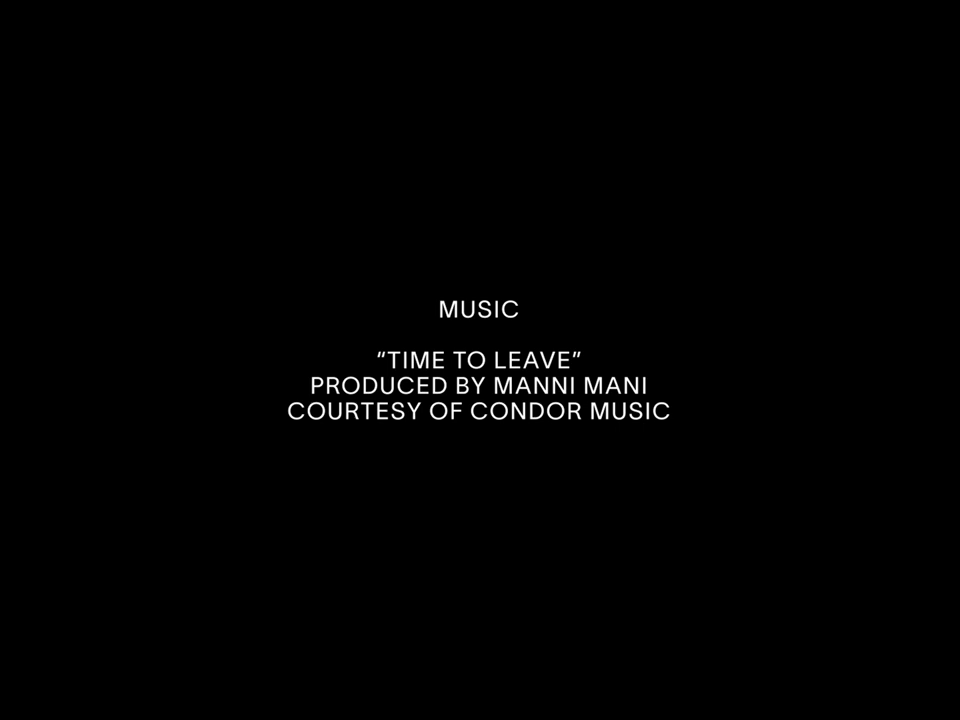 MUSIC
“TIME TO LEAVE”
PRODUCED BY MANNI MANI
COURTESY OF CONDOR MUSIC